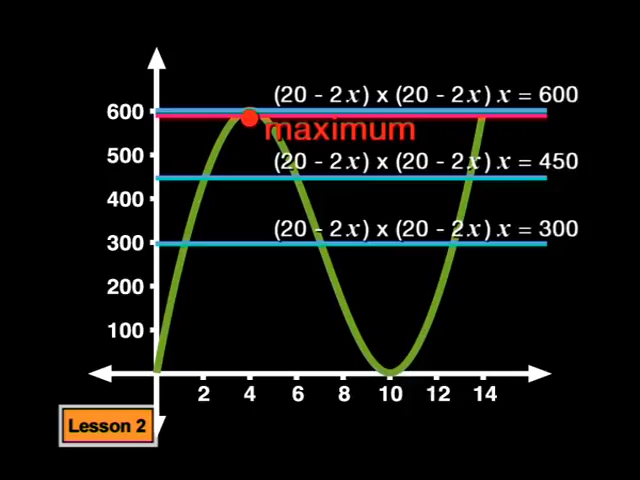 (20 - 2x) x (20 - 2x) x = 600
600
maximum
500
(20 - 2x) x (20 - 2x) x = 450
400
300
(20 - 2x) x (20 - 2x) x = 300
200
100
2 4 6 8 10 12 14
Lesson 2